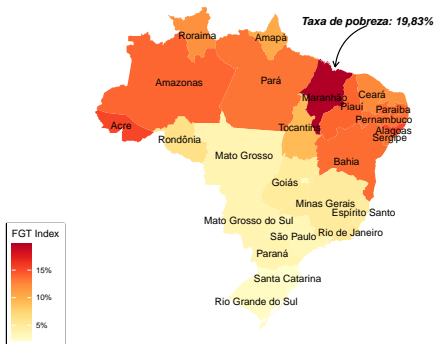 Taxa de pobreza: 19,83%
Roraima
Amapá
Amazonas
Pará
Maranhão
Ceará
Piauí
Paraíba
Pernambuco
Alagoas
Sergipe
Acre
Rondônia
Tocantins
Bahia
Mato Grosso
Goiás
Minas Gerais
Espírito Santo
Mato Grosso do Sul
Rio de Janeiro
São Paulo
Paraná
Santa Catarina
Rio Grande do Sul
FGT Index
15%
10%
5%